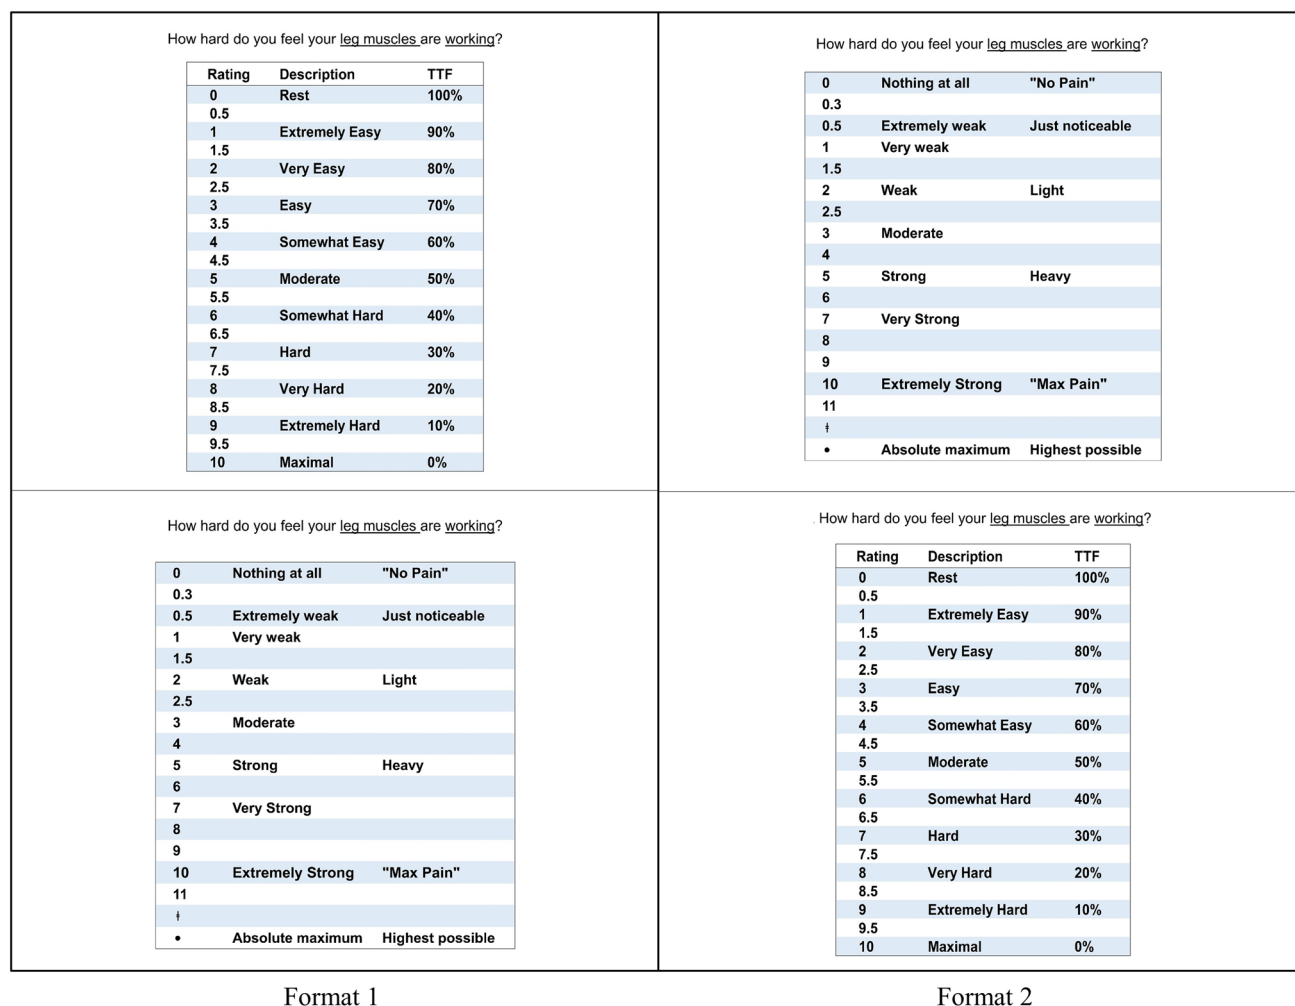 How hard do you feel your leg muscles are working?
Rating Description TTF
0 Rest 100%
0.5
1 Extremely Easy 90%
1.5
2 Very Easy 80%
2.5
3 Easy 70%
3.5
4 Somewhat Easy 60%
4.5
5 Moderate 50%
5.5
6 Somewhat Hard 40%
6.5
7 Hard 30%
7.5
8 Very Hard 20%
8.5
9 Extremely Hard 10%
9.5
10 Maximal 0%
How hard do you feel your leg muscles are working?
0 Nothing at all "No Pain"
0.3
0.5 Extremely weak Just noticeable
1 Very weak
1.5
2 Weak Light
2.5
3 Moderate
4
5 Strong Heavy
6
7 Very Strong
8
9
10 Extremely Strong "Max Pain"
11
ǂ
• Absolute maximum Highest possible
Format 1
How hard do you feel your leg muscles are working?
0 Nothing at all "No Pain"
0.3
0.5 Extremely weak Just noticeable
1 Very weak
1.5
2 Weak Light
2.5
3 Moderate
4
5 Strong Heavy
6
7 Very Strong
8
9
10 Extremely Strong "Max Pain"
11
ǂ
• Absolute maximum Highest possible
. How hard do you feel your leg muscles are working?
Rating Description TTF
0 Rest 100%
0.5
1 Extremely Easy 90%
1.5
2 Very Easy 80%
2.5
3 Easy 70%
3.5
4 Somewhat Easy 60%
4.5
5 Moderate 50%
5.5
6 Somewhat Hard 40%
6.5
7 Hard 30%
7.5
8 Very Hard 20%
8.5
9 Extremely Hard 10%
9.5
10 Maximal 0%
Format 2